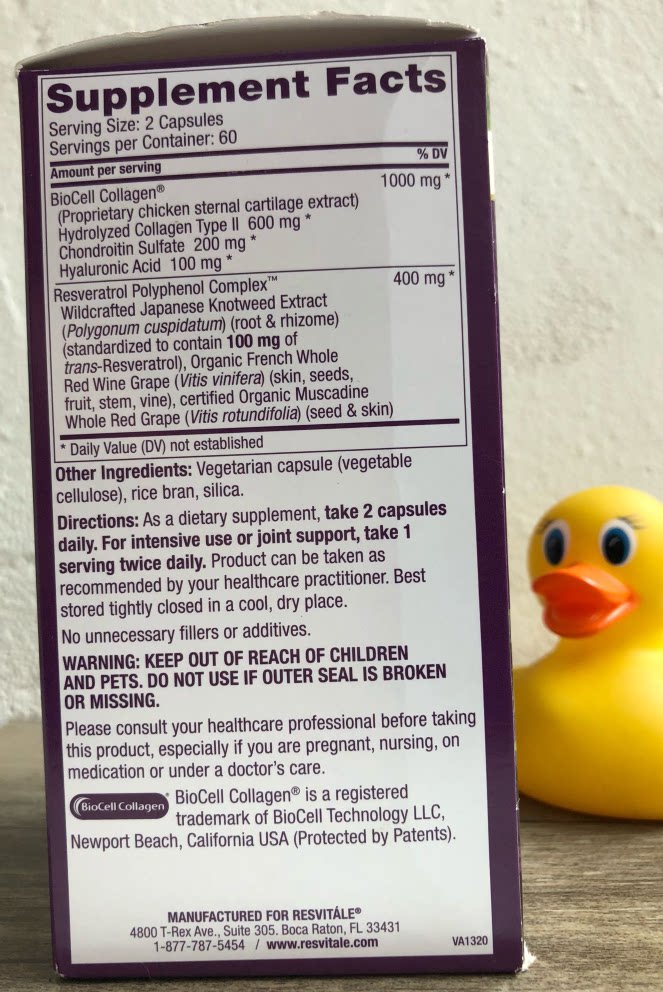 Supplement Facts
Serving Size: 2 Capsules
Servings per Container: 60
% DV
Amount per serving
BioCell Collagen® 1000 mg *
(Proprietary chicken sternal cartilage extract)
Hydrolyzed Collagen Type II 600 mg *
Chondroitin Sulfate 200 mg *
Hyaluronic Acid 100 mg *
Resveratrol Polyphenol Complex™ 400 mg *
Wildcrafted Japanese Knotweed Extract
(Polygonum cuspidatum) (root & rhizome)
(standardized to contain 100 mg of
trans-Resveratrol), Organic French Whole
Red Wine Grape (Vitis vinifera) (skin, seeds,
fruit, stem, vine), certified Organic Muscadine
Whole Red Grape (Vitis rotundifolia) (seed & skin)
* Daily Value (DV) not established
Other Ingredients: Vegetarian capsule (vegetable
cellulose), rice bran, silica.
Directions: As a dietary supplement, take 2 capsules
daily. For intensive use or joint support, take 1
serving twice daily. Product can be taken as
recommended by your healthcare practitioner. Best
stored tightly closed in a cool, dry place.
No unnecessary fillers or additives.
WARNING: KEEP OUT OF REACH OF CHILDREN
AND PETS. DO NOT USE IF OUTER SEAL IS BROKEN
OR MISSING.
Please consult your healthcare professional before taking
this product, especially if you are pregnant, nursing, on
medication or under a doctor's care.
BioCell Collagen® BioCell Collagen® is a registered
trademark of BioCell Technology LLC,
Newport Beach, California USA (Protected by Patents).
MANUFACTURED FOR RESVITÁLE®
4800 T-Rex Ave., Suite 305. Boca Raton, FL 33431
1-877-787-5454 / www.resvitale.com
VA1320